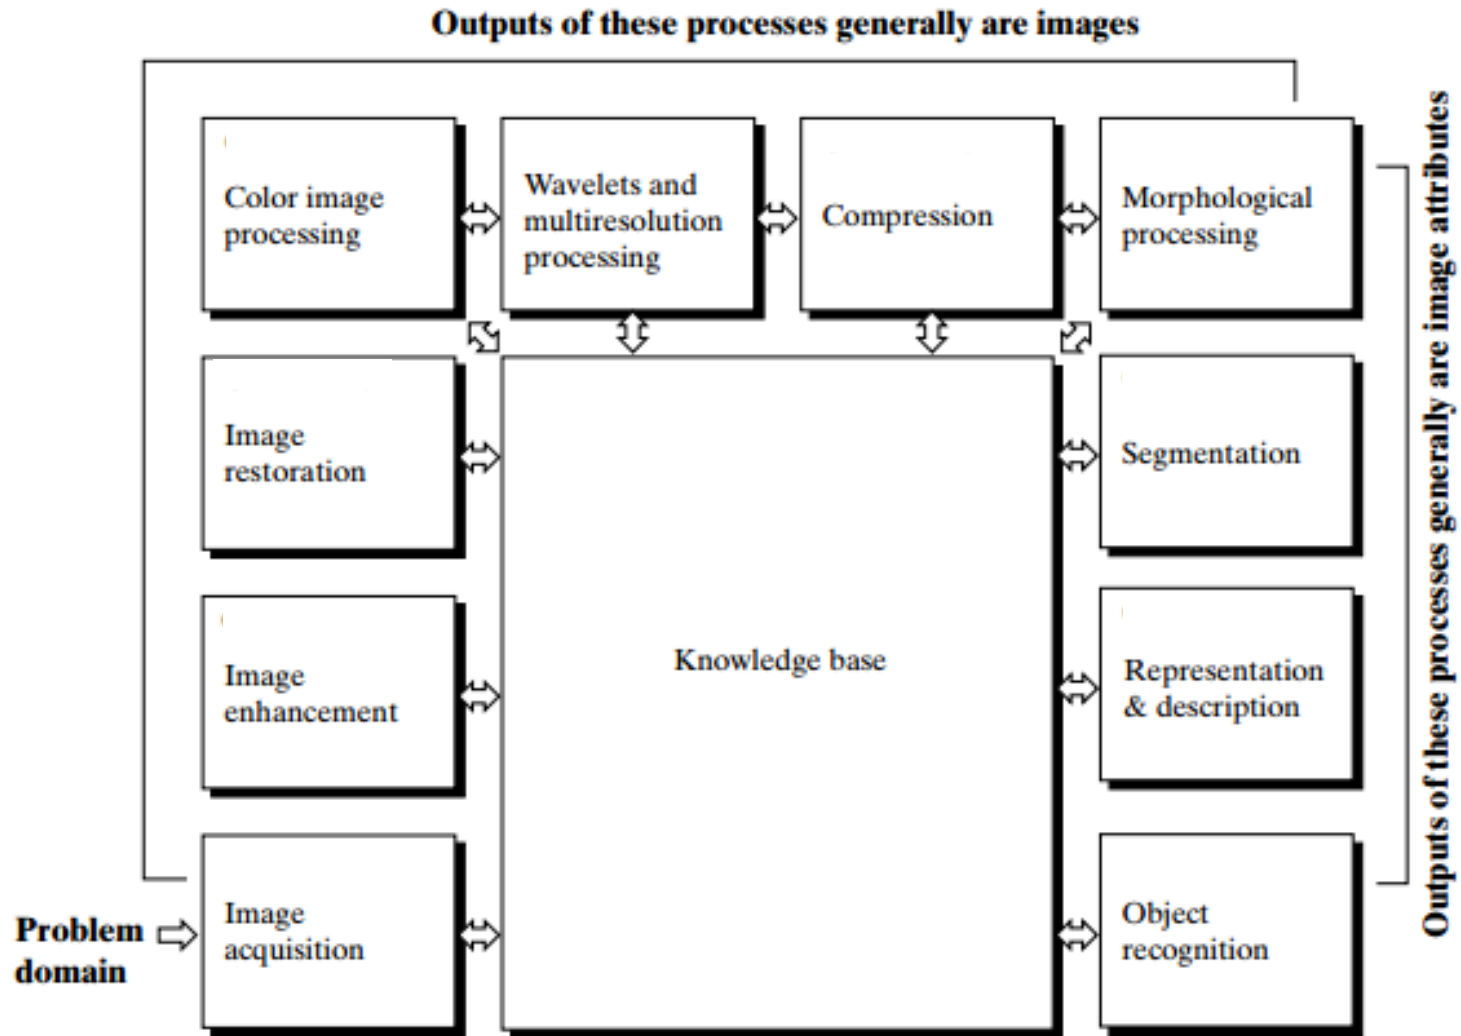 Outputs of these processes generally are images
Color image
processing
Wavelets and
multiresolution
processing
Compression
Morphological
processing
Image
restoration
Segmentation
Image
enhancement
Knowledge base
Representation
& description
Problem
domain
Image
acquisition
Object
recognition
Outputs of these processes generally are image attributes